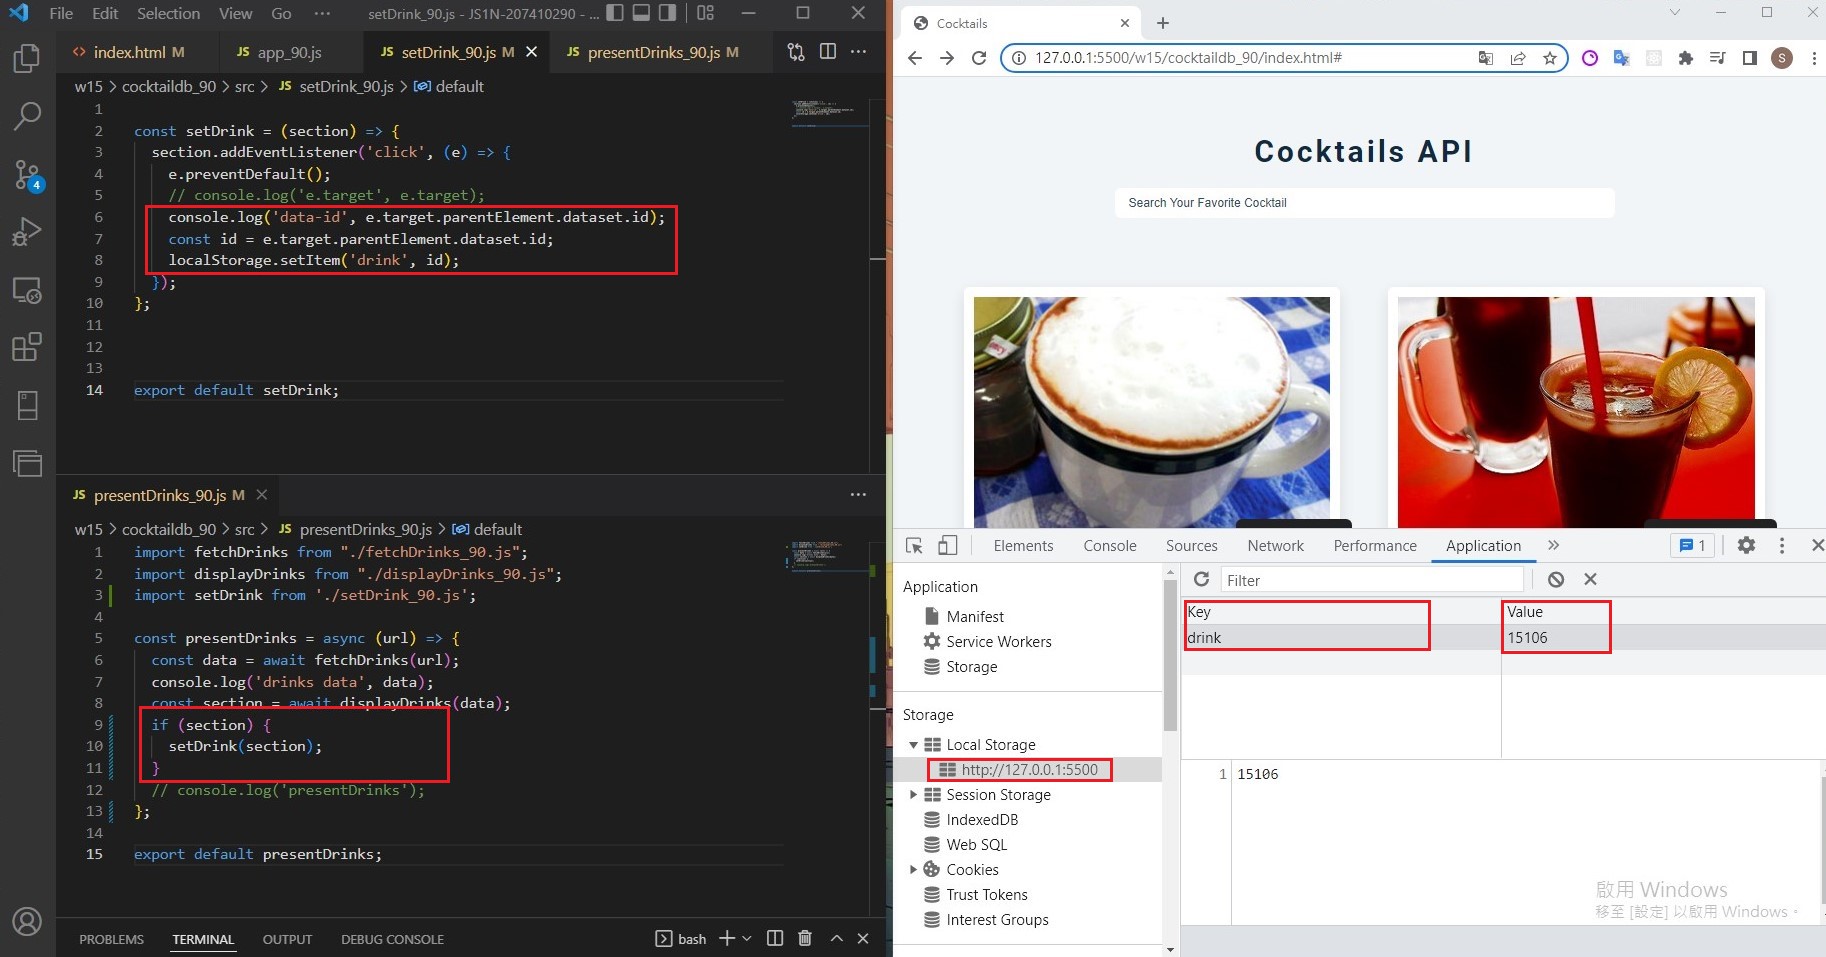 File Edit Selection View Go ··· setDrink_90.js - JS1N-207410290 - ...
index.html M
JS app_90.js
JS setDrink_90.js M
JS presentDrinks_90.js M
w15 > cocktaildb_90 > src > JS setDrink_90.js > default
1
2 const setDrink = (section) => {
3 section.addEventListener('click', (e) => {
4 e.preventDefault();
5 // console.log('e.target', e.target);
6 console.log('data-id', e.target.parentElement.dataset.id);
7 const id = e.target.parentElement.dataset.id;
8 localStorage.setItem('drink', id);
9 });
10 };
11
12
13
14 export default setDrink;
4
JS presentDrinks_90.js M
w15 > cocktaildb_90 > src > JS presentDrinks_90.js > default
1 import fetchDrinks from "./fetchDrinks_90.js";
2 import displayDrinks from "./displayDrinks_90.js";
3 import setDrink from './setDrink_90.js';
4
5 const presentDrinks = async (url) => {
6 const data = await fetchDrinks(url);
7 console.log('drinks data', data);
8 const section = await displayDrinks(data);
9 if (section) {
10 setDrink(section);
11 }
12 // console.log('presentDrinks');
13 };
14
15 export default presentDrinks;
PROBLEMS TERMINAL OUTPUT DEBUG CONSOLE bash
Cocktails
127.0.0.1:5500/w15/cocktaildb_90/index.html#
S
Cocktails API
Search Your Favorite Cocktail
Elements Console Sources Network Performance Application » 1
Application
Manifest
Service Workers
Storage
Storage
Local Storage
http://127.0.0.1:5500
Session Storage
IndexedDB
Web SQL
Cookies
Trust Tokens
Interest Groups
Filter
Key Value
drink 15106
1 15106
啟用 Windows
移至 [設定] 以啟用 Windows。